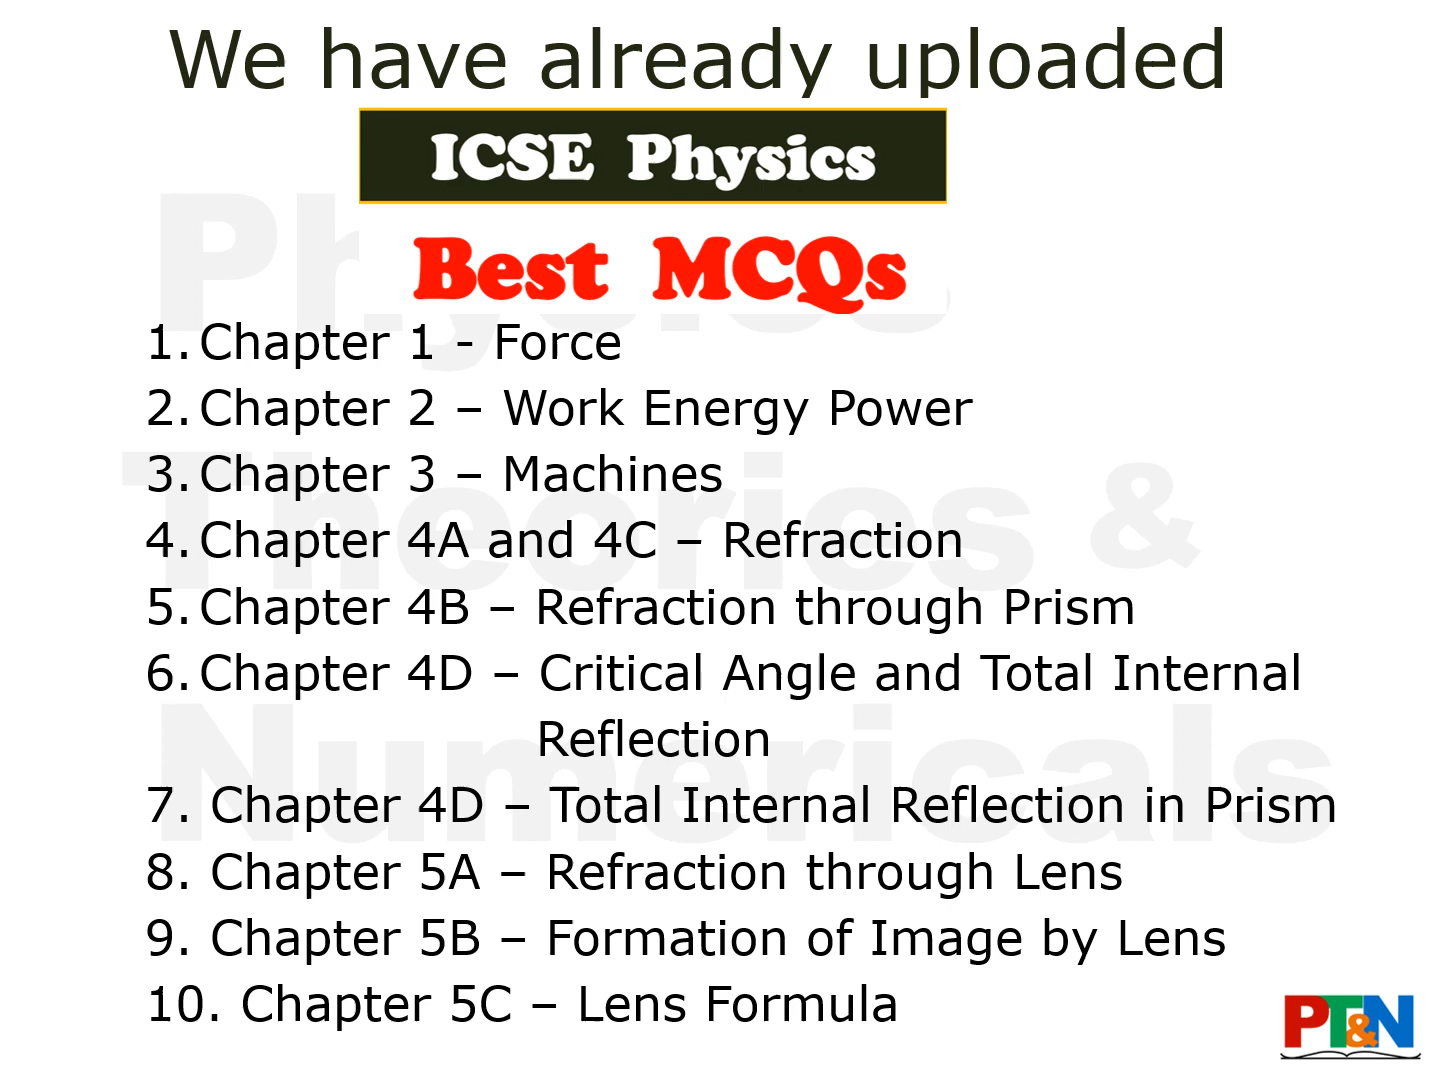 We have already uploaded
ICSE Physics
Best MCQs
1. Chapter 1 - Force
2. Chapter 2 – Work Energy Power
3. Chapter 3 – Machines
4. Chapter 4A and 4C – Refraction
5. Chapter 4B – Refraction through Prism
6. Chapter 4D – Critical Angle and Total Internal
Reflection
7. Chapter 4D – Total Internal Reflection in Prism
8. Chapter 5A – Refraction through Lens
9. Chapter 5B – Formation of Image by Lens
10. Chapter 5C – Lens Formula
Physics
Theories &
Numericals
PT&N